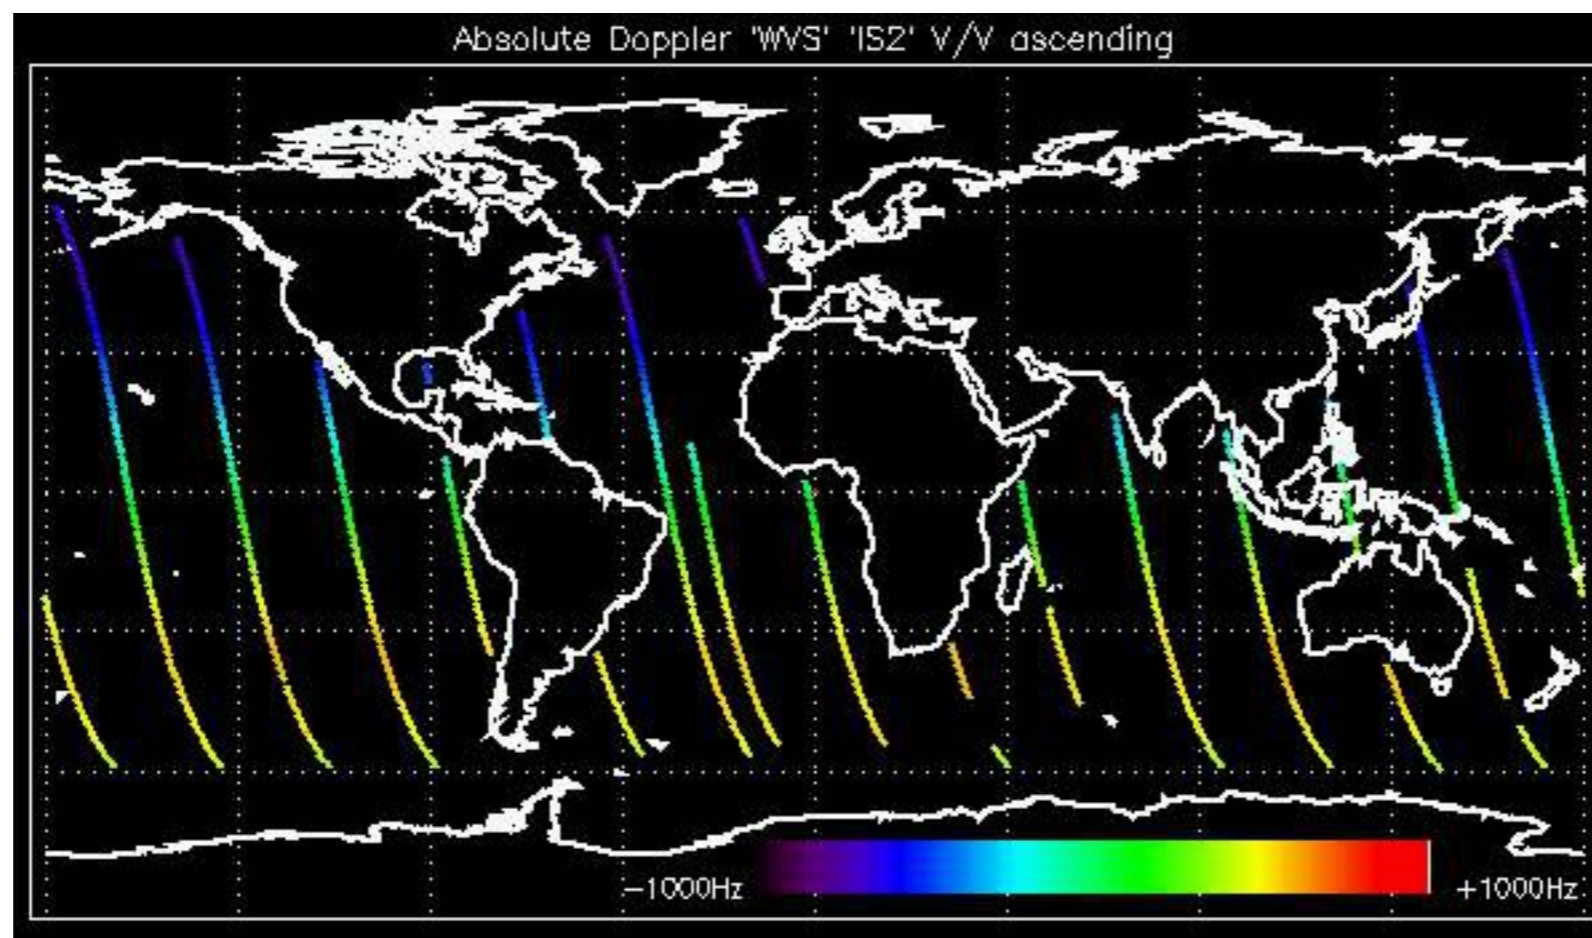 Absolute Doppler 'WVS' 'IS2' V/V ascending
-1000Hz +1000Hz